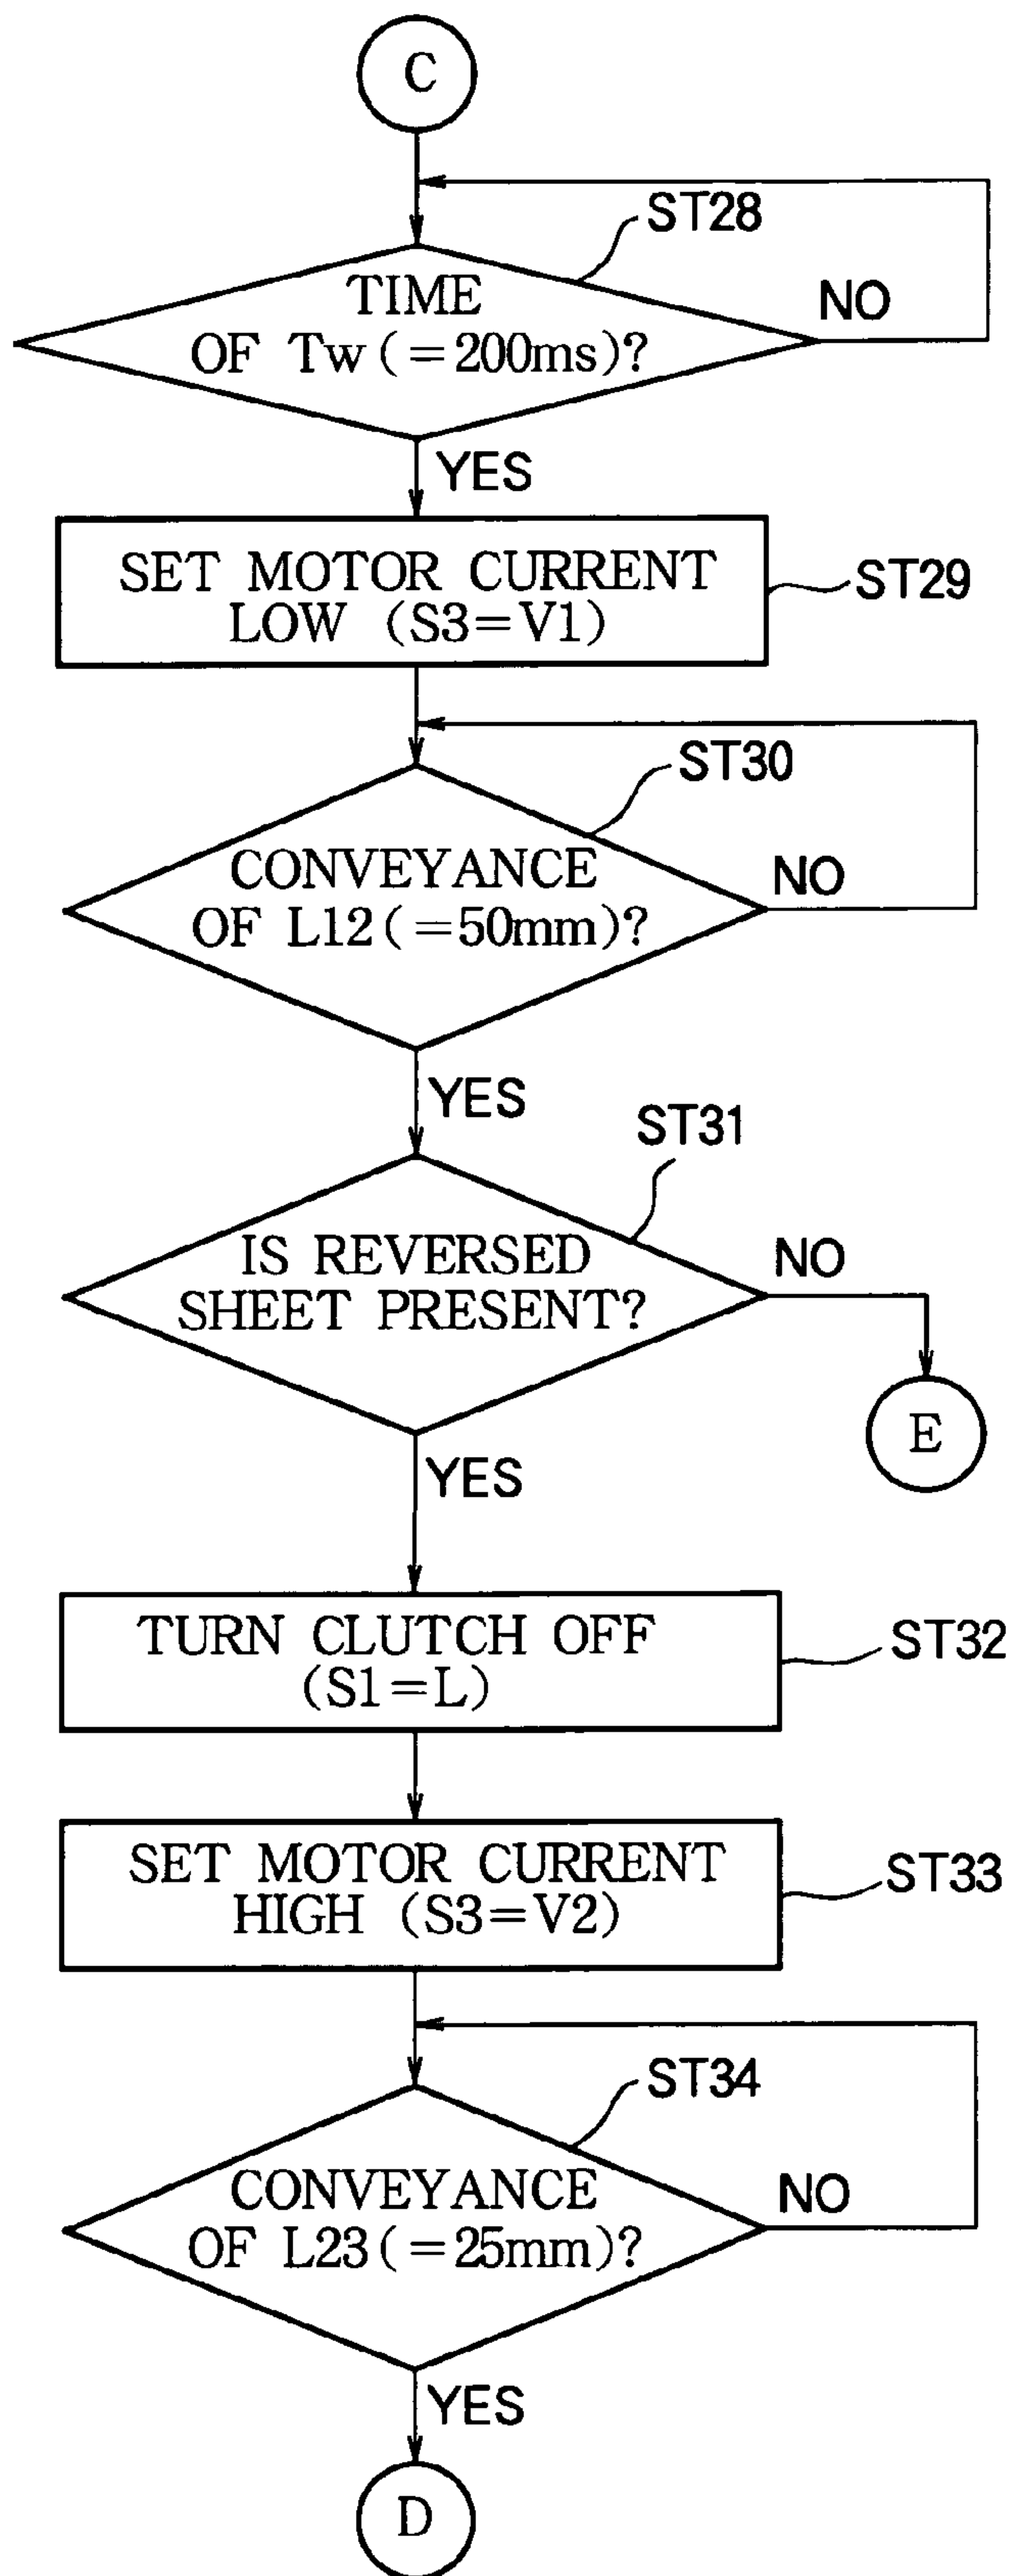 C
ST28
TIME
OF Tw(=200ms)?
NO
YES
SET MOTOR CURRENT
LOW (S3=V1)
ST29
ST30
CONVEYANCE
OF L12(=50mm)?
NO
YES
ST31
IS REVERSED
SHEET PRESENT?
NO
E
YES
TURN CLUTCH OFF
(S1=L)
ST32
SET MOTOR CURRENT
HIGH (S3=V2)
ST33
ST34
CONVEYANCE
OF L23(=25mm)?
NO
YES
D